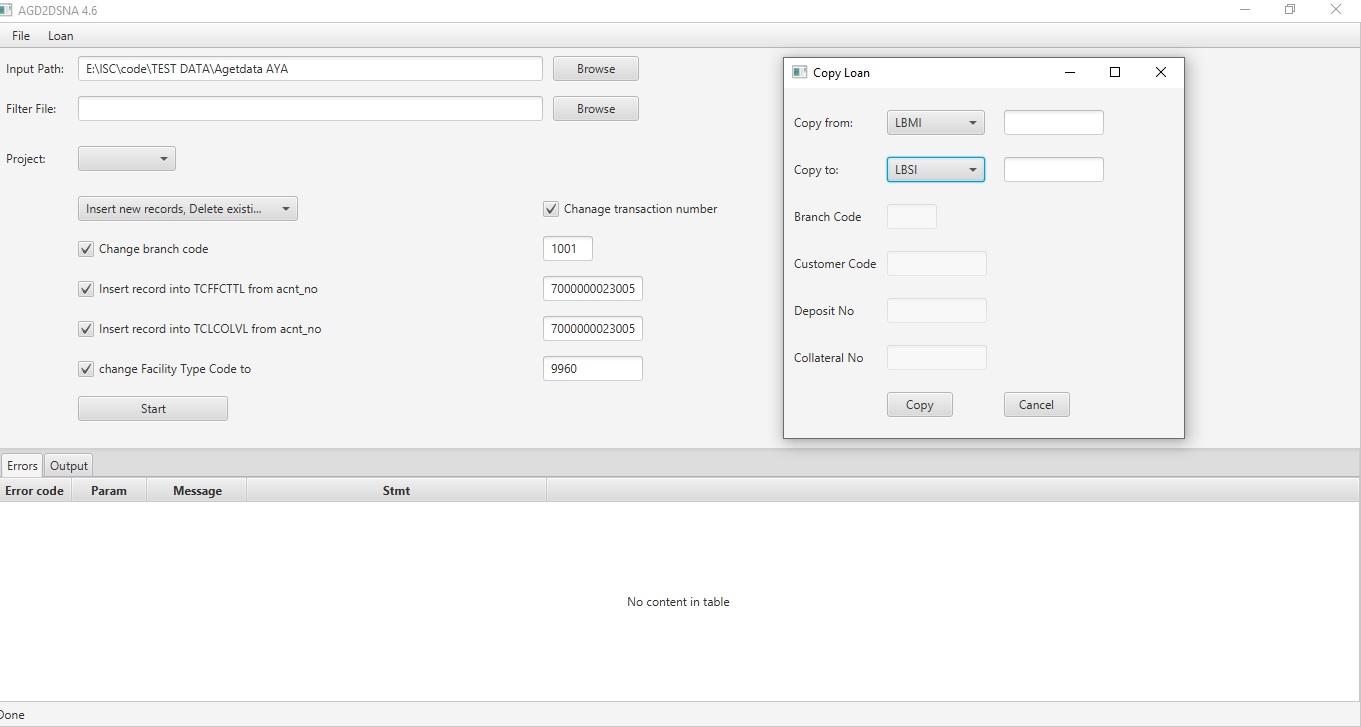 AGD2DSNA 4.6
File Loan
Input Path: E:\ISC\code\TEST DATA\Agetdata AYA Browse
Filter File: Browse
Project:
Insert new records, Delete existi... Chanage transaction number
Change branch code 1001
Insert record into TCFFCTTL from acnt_no 7000000023005
Insert record into TCLCOLVL from acnt_no 7000000023005
change Facility Type Code to 9960
Start
Copy Loan
Copy from: LBMI
Copy to: LBSI
Branch Code
Customer Code
Deposit No
Collateral No
Copy Cancel
Errors Output
Error code Param Message Stmt
No content in table
Done